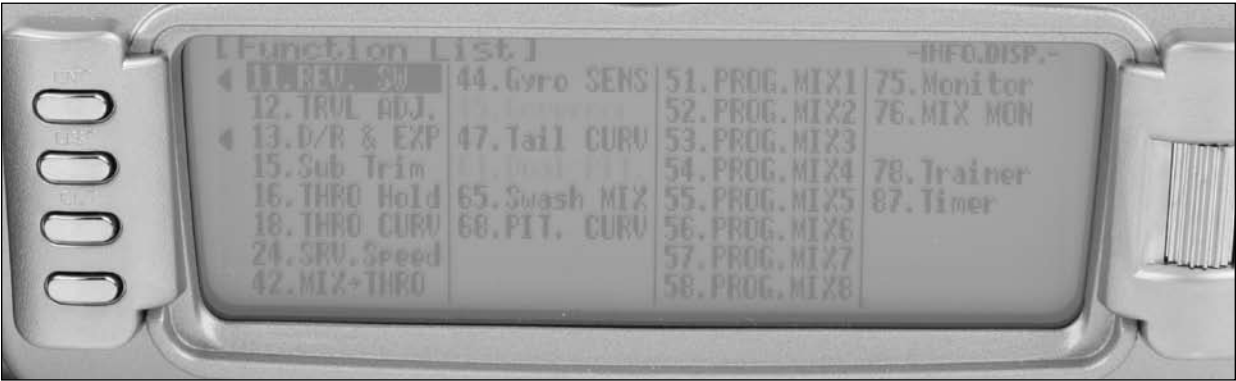 [Function List]
-INFO.DISP.-
11.REV. SW
12.TRVL ADJ.
13.D/R & EXP
15.Sub Trim
16.THRO Hold
18.THRO CURV
24.SRV.Speed
42.MIX→THRO
44.Gyro SENS
47.Tail CURV
65.Swash MIX
68.PIT. CURV
51.PROG.MIX1
52.PROG.MIX2
53.PROG.MIX3
54.PROG.MIX4
55.PROG.MIX5
56.PROG.MIX6
57.PROG.MIX7
58.PROG.MIX8
75.Monitor
76.MIX MON
78.Trainer
87.Timer